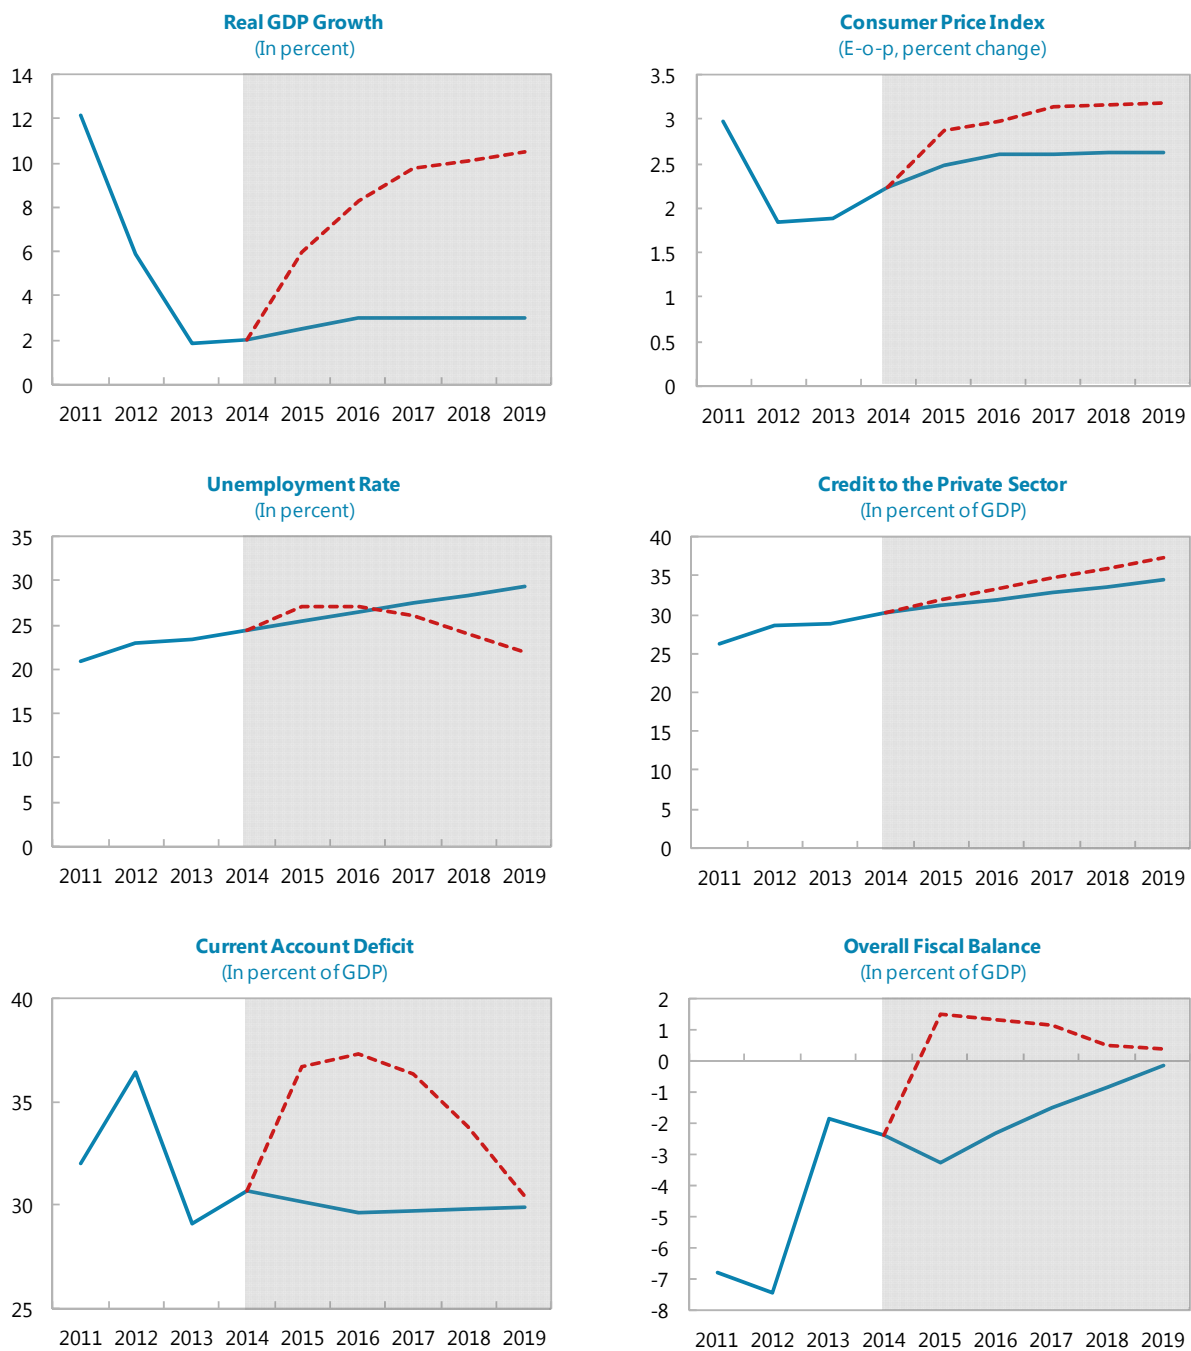 Real GDP Growth
(In percent)
14
12
10
8
6
4
2
0
2011 2012 2013 2014 2015 2016 2017 2018 2019
Consumer Price Index
(E-o-p, percent change)
3.5
3
2.5
2
1.5
1
0.5
0
2011 2012 2013 2014 2015 2016 2017 2018 2019
Unemployment Rate
(In percent)
35
30
25
20
15
10
5
0
2011 2012 2013 2014 2015 2016 2017 2018 2019
Credit to the Private Sector
(In percent of GDP)
40
35
30
25
20
15
10
5
0
2011 2012 2013 2014 2015 2016 2017 2018 2019
Current Account Deficit
(In percent of GDP)
40
35
30
25
2011 2012 2013 2014 2015 2016 2017 2018 2019
Overall Fiscal Balance
(In percent of GDP)
2
1
0
-1
-2
-3
-4
-5
-6
-7
-8
2011 2012 2013 2014 2015 2016 2017 2018 2019